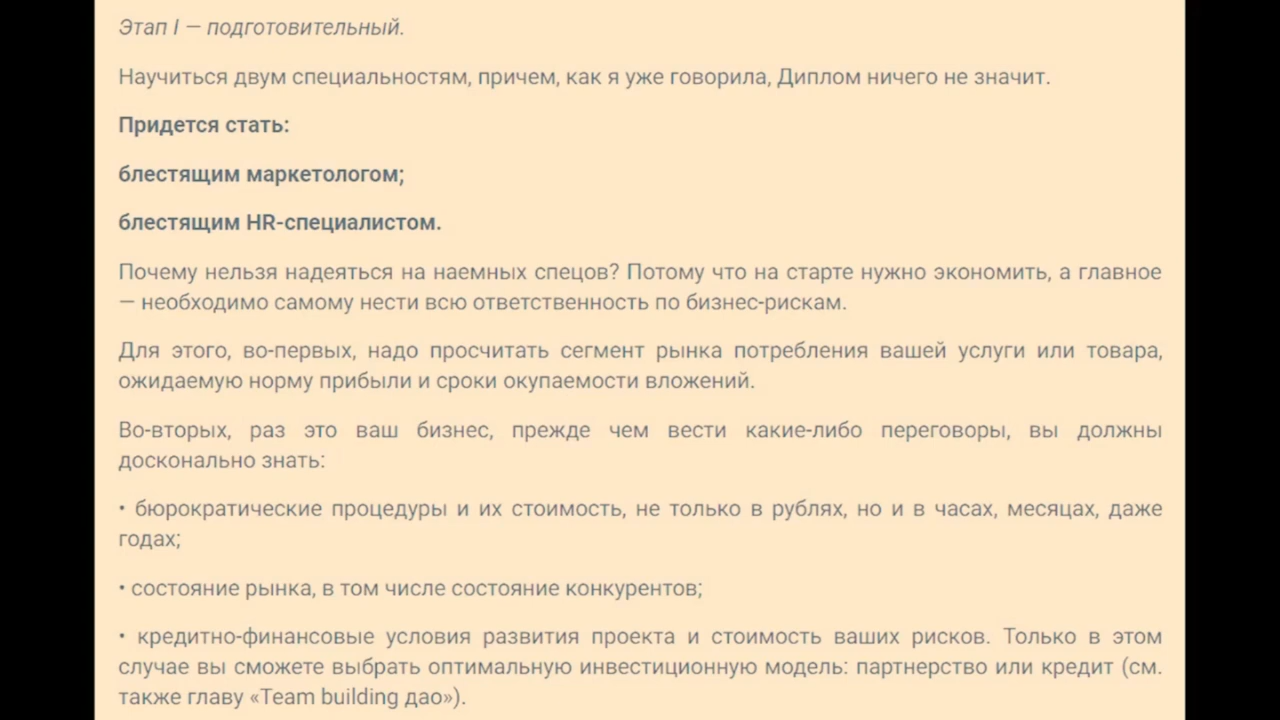 Этап I — подготовительный.
Научиться двум специальностям, причем, как я уже говорила, Диплом ничего не значит.
Придется стать:
блестящим маркетологом;
блестящим HR-специалистом.
Почему нельзя надеяться на наемных спецов? Потому что на старте нужно экономить, а главное
— необходимо самому нести всю ответственность по бизнес-рискам.
Для этого, во-первых, надо просчитать сегмент рынка потребления вашей услуги или товара,
ожидаемую норму прибыли и сроки окупаемости вложений.
Во-вторых, раз это ваш бизнес, прежде чем вести какие-либо переговоры, вы должны
досконально знать:
• бюрократические процедуры и их стоимость, не только в рублях, но и в часах, месяцах, даже
годах;
• состояние рынка, в том числе состояние конкурентов;
• кредитно-финансовые условия развития проекта и стоимость ваших рисков. Только в этом
случае вы сможете выбрать оптимальную инвестиционную модель: партнерство или кредит (см.
также главу «Team building дао»).